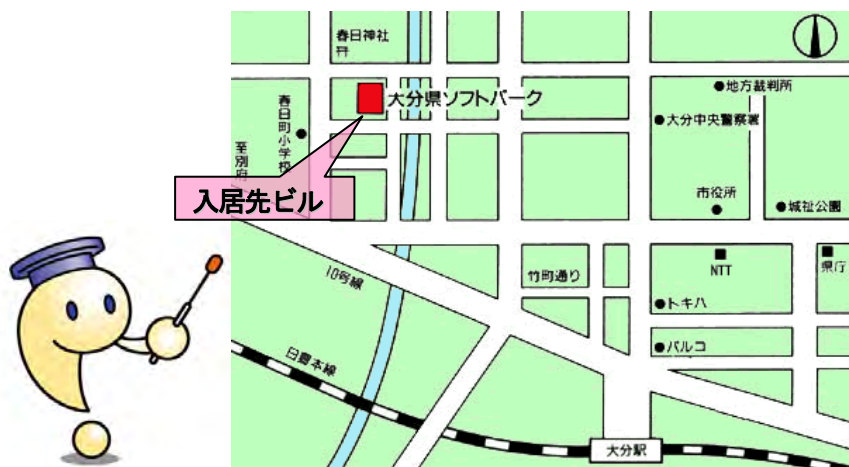 春日神社
大分県ソフトパーク
地方裁判所
大分中央警察署
春日町小学校
至別府
入居先ビル
市役所
城祉公園
10号線
竹町通り
NTT
県庁
トキハ
パルコ
日豊本線
大分駅